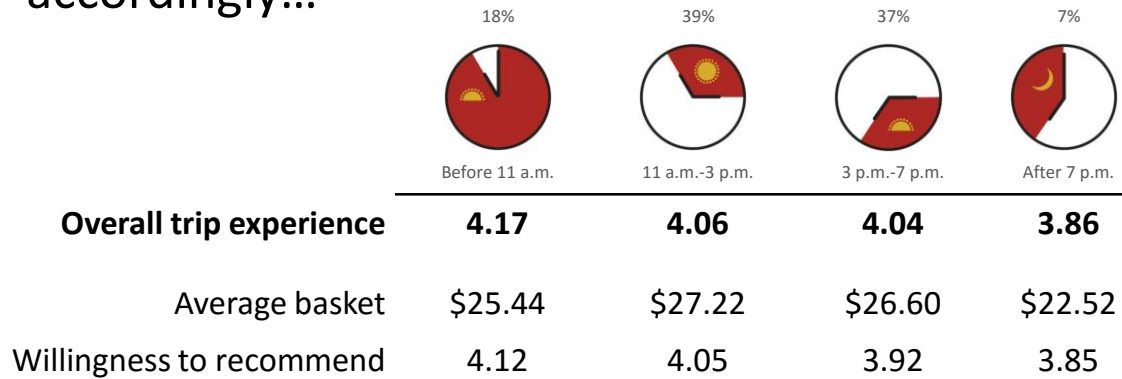 accordingly...
18% 39% 37% 7%
Before 11 a.m. 11 a.m.-3 p.m. 3 p.m.-7 p.m. After 7 p.m.
Overall trip experience 4.17 4.06 4.04 3.86
Average basket $25.44 $27.22 $26.60 $22.52
Willingness to recommend 4.12 4.05 3.92 3.85